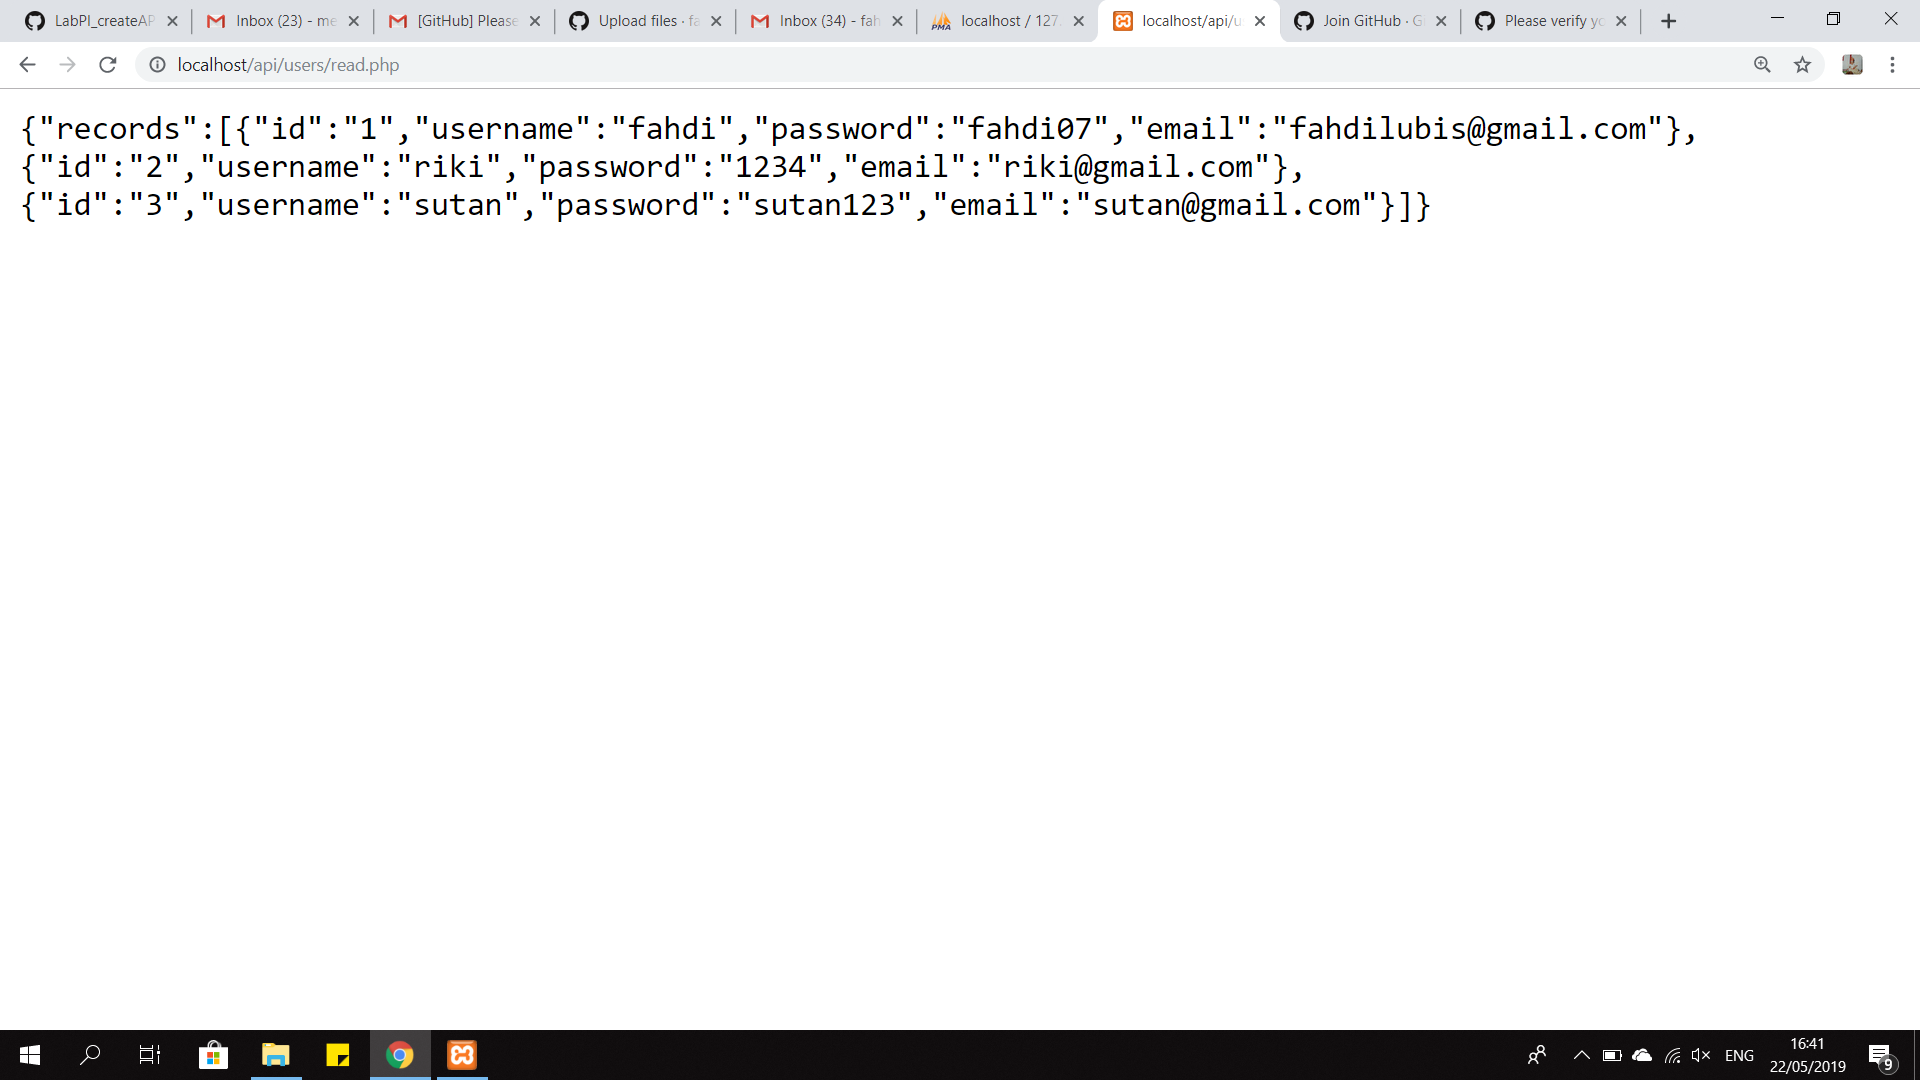 LabPI_createAP
Inbox (23) - me
[GitHub] Please
Upload files · fa
Inbox (34) - fah
PMA
localhost / 127.
localhost/api/u
Join GitHub · G
Please verify yo
localhost/api/users/read.php
{"records":[{"id":"1","username":"fahdi","password":"fahdi07","email":"fahdilubis@gmail.com"},
{"id":"2","username":"riki","password":"1234","email":"riki@gmail.com"},
{"id":"3","username":"sutan","password":"sutan123","email":"sutan@gmail.com"}]}
ENG
16:41
22/05/2019
9